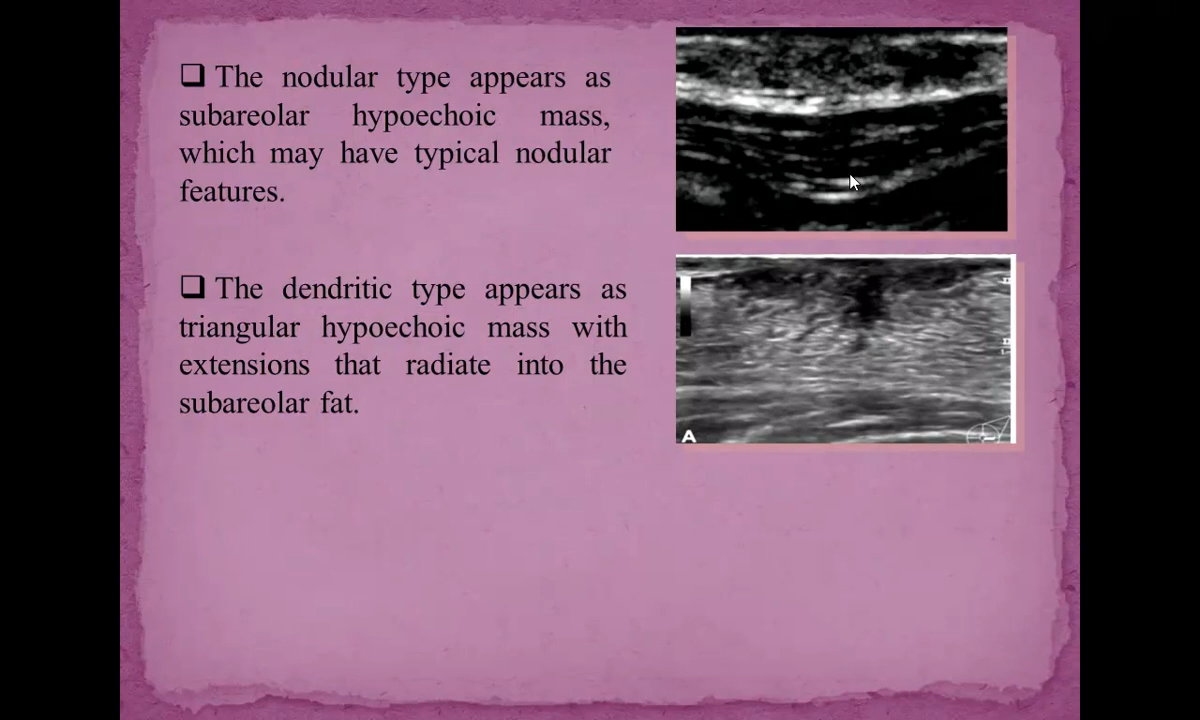 ❑ The nodular type appears as
subareolar hypoechoic mass,
which may have typical nodular
features.
❑ The dendritic type appears as
triangular hypoechoic mass with
extensions that radiate into the
subareolar fat.
A